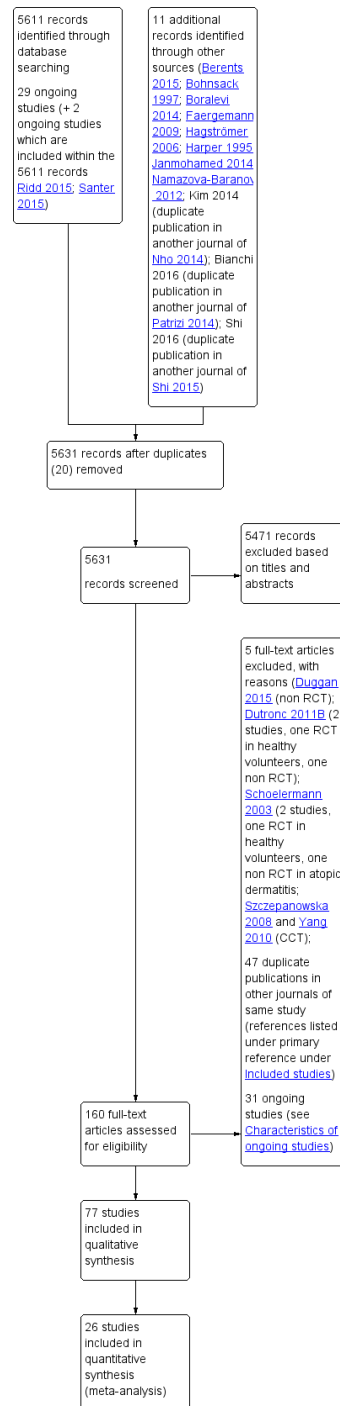 5611 records
identified through
database
searching
29 ongoing
studies (+ 2
ongoing studies
which are
included within the
5611 records
Ridd 2015; Santer
2015)
11 additional
records identified
through other
sources (Berents
2015; Bohnsack
1997; Boralevi
2014; Faergemann
2009; Hagströmer
2006; Harper 1995
Janmohamed 2014
Namazova-Baranov
2012; Kim 2014
(duplicate
publication in
another journal of
Nho 2014); Bianchi
2016 (duplicate
publication in
another journal of
Patrizi 2014); Shi
2016 (duplicate
publication in
another journal of
Shi 2015)
5631 records after duplicates
(20) removed
5631
records screened
5471 records
excluded based
on titles and
abstracts
5 full-text articles
excluded, with
reasons (Duggan
2015 (non RCT);
Dutronc 2011B (2
studies, one RCT
in healthy
volunteers, one
non RCT);
Schoelermann
2003 (2 studies,
one RCT in
healthy
volunteers, one
non RCT in atopic
dermatitis;
Szczepanowska
2008 and Yang
2010 (CCT);
47 duplicate
publications in
other journals of
same study
(references listed
under primary
reference under
Included studies)
31 ongoing
studies (see
Characteristics of
ongoing studies)
160 full-text
articles assessed
for eligibility
77 studies
included in
qualitative
synthesis
26 studies
included in
quantitative
synthesis
(meta-analysis)